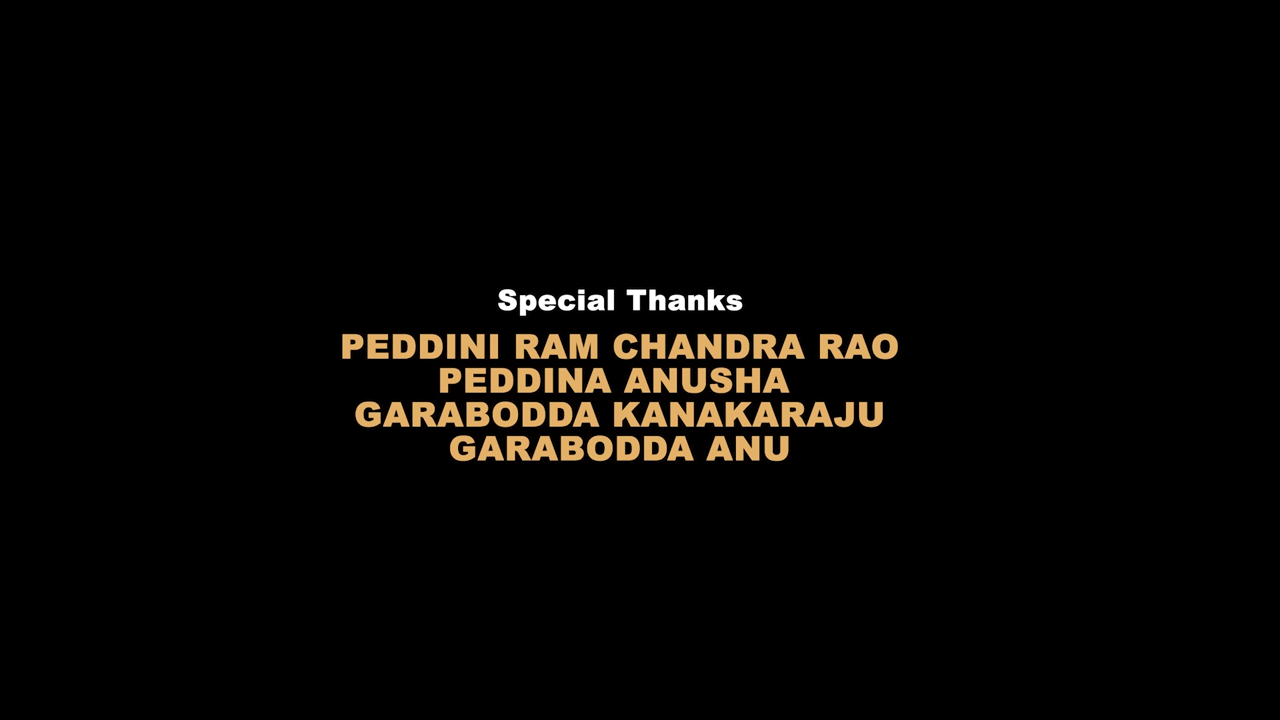 Special Thanks
PEDDINI RAM CHANDRA RAO
PEDDINA ANUSHA
GARABODDA KANAKARAJU
GARABODDA ANU